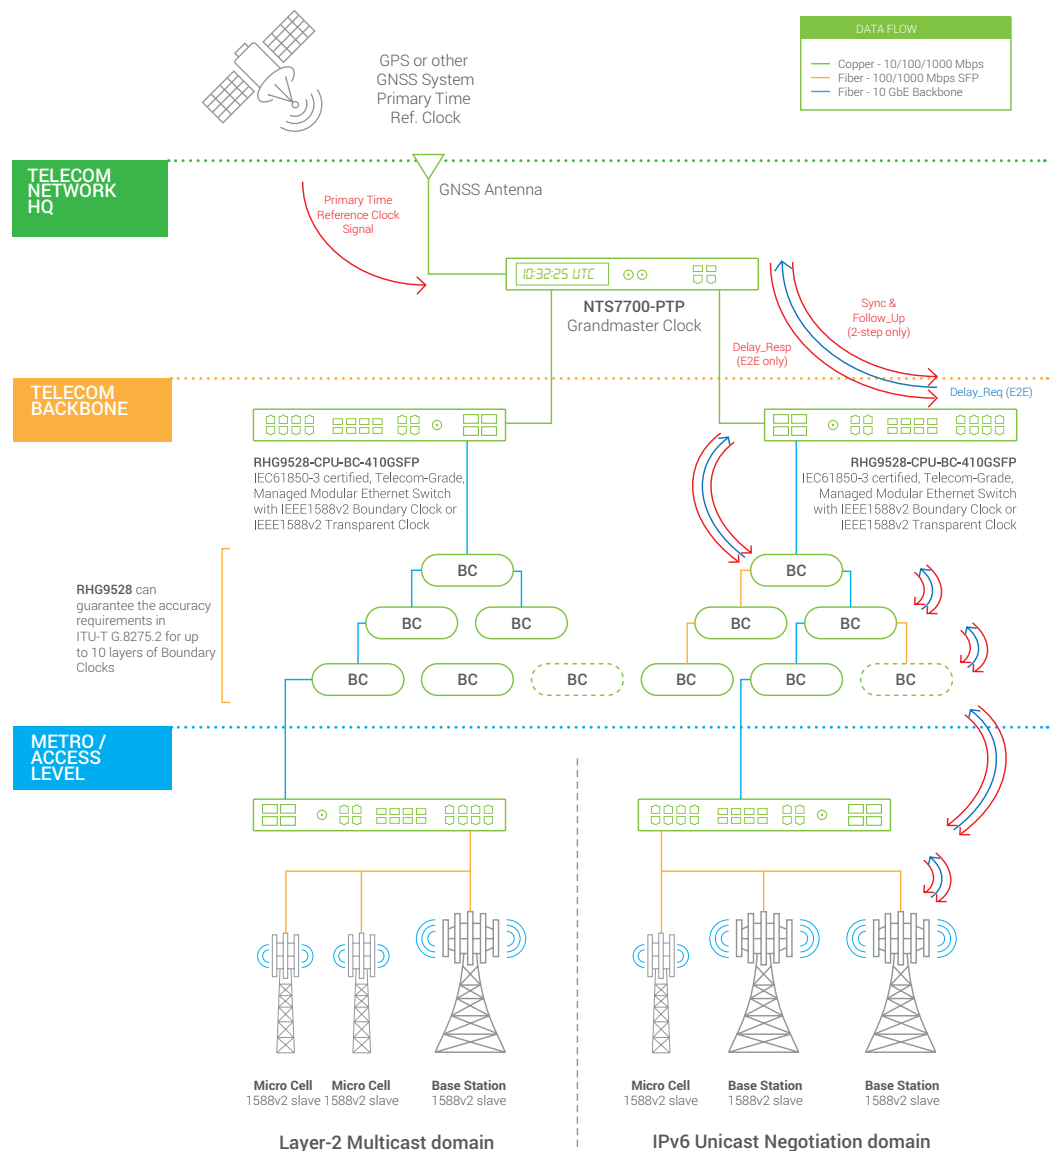 GPS or other
GNSS System
Primary Time
Ref. Clock
DATA FLOW
Copper - 10/100/1000 Mbps
Fiber - 100/1000 Mbps SFP
Fiber - 10 GbE Backbone
TELECOM
NETWORK
HQ
GNSS Antenna
Primary Time
Reference Clock
Signal
10:32:25 UTC
NTS7700-PTP
Grandmaster Clock
Sync &
Follow_Up
(2-step only)
Delay_Resp
(E2E only)
Delay_Req (E2E)
TELECOM
BACKBONE
RHG9528-CPU-BC-410GSFP
IEC61850-3 certified, Telecom-Grade,
Managed Modular Ethernet Switch
with IEEE1588v2 Boundary Clock or
IEEE1588v2 Transparent Clock
RHG9528-CPU-BC-410GSFP
IEC61850-3 certified, Telecom-Grade,
Managed Modular Ethernet Switch
with IEEE1588v2 Boundary Clock or
IEEE1588v2 Transparent Clock
RHG9528 can
guarantee the accuracy
requirements in
ITU-T G.8275.2 for up
to 10 layers of Boundary
Clocks
BC
BC
BC BC
BC BC
BC BC BC
BC BC BC
METRO /
ACCESS
LEVEL
Micro Cell
1588v2 slave
Micro Cell
1588v2 slave
Base Station
1588v2 slave
Micro Cell
1588v2 slave
Base Station
1588v2 slave
Base Station
1588v2 slave
Layer-2 Multicast domain
IPv6 Unicast Negotiation domain